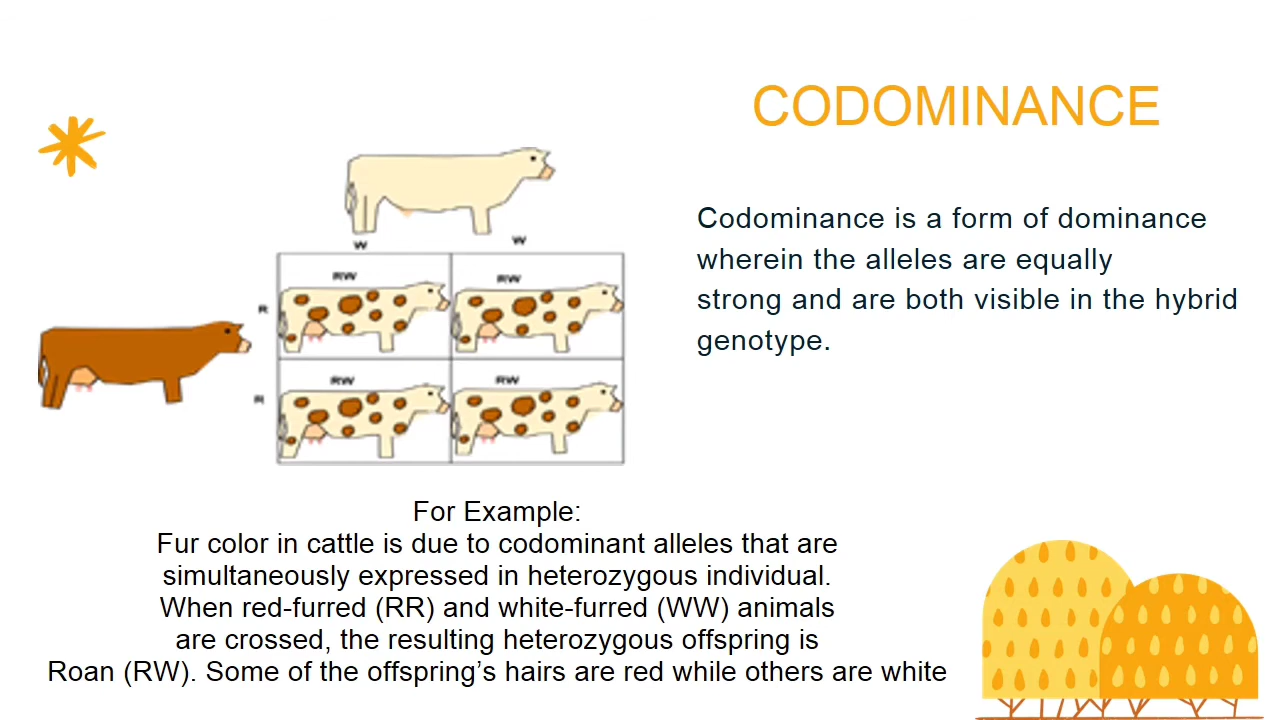 CODOMINANCE
Codominance is a form of dominance
wherein the alleles are equally
strong and are both visible in the hybrid
genotype.
W W
RW RW
R
RW RW
R
For Example:
Fur color in cattle is due to codominant alleles that are
simultaneously expressed in heterozygous individual.
When red-furred (RR) and white-furred (WW) animals
are crossed, the resulting heterozygous offspring is
Roan (RW). Some of the offspring’s hairs are red while others are white